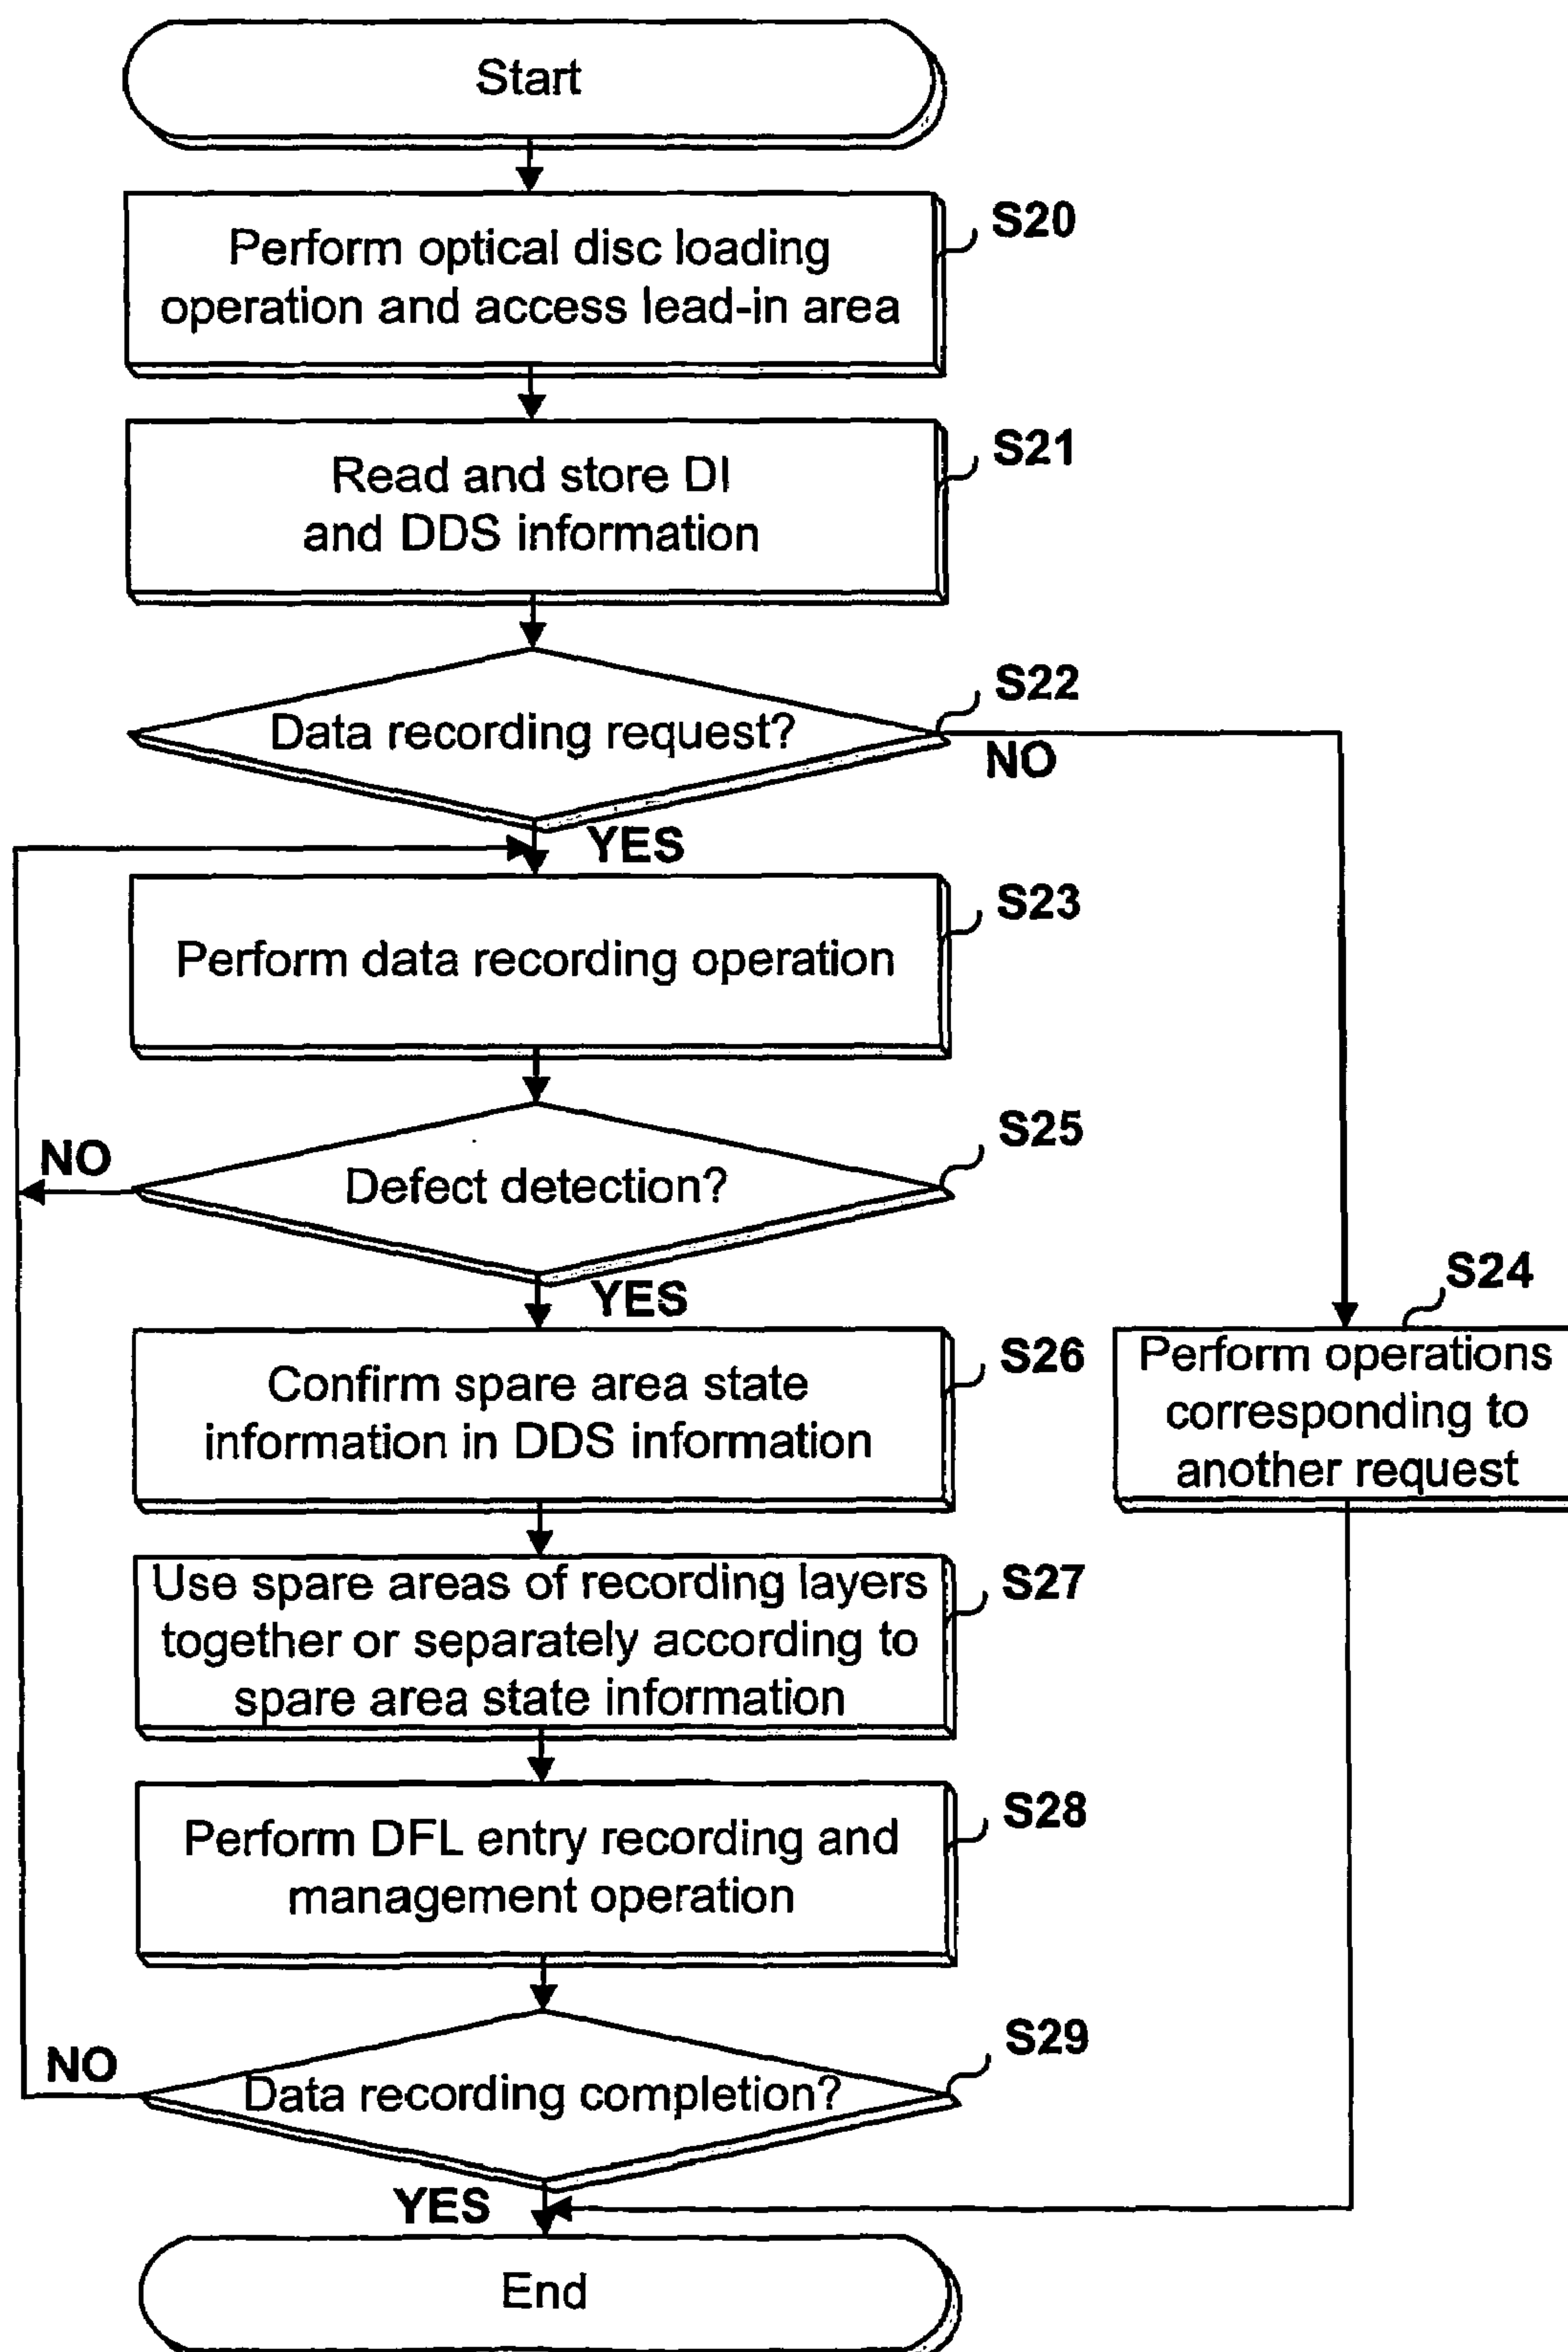 Start
S20
Perform optical disc loading
operation and access lead-in area
S21
Read and store DI
and DDS information
S22
Data recording request?
NO
YES
S23
Perform data recording operation
S25
NO
Defect detection?
YES
S26
Confirm spare area state
information in DDS information
S24
Perform operations
corresponding to
another request
S27
Use spare areas of recording layers
together or separately according to
spare area state information
S28
Perform DFL entry recording and
management operation
S29
NO
Data recording completion?
YES
End